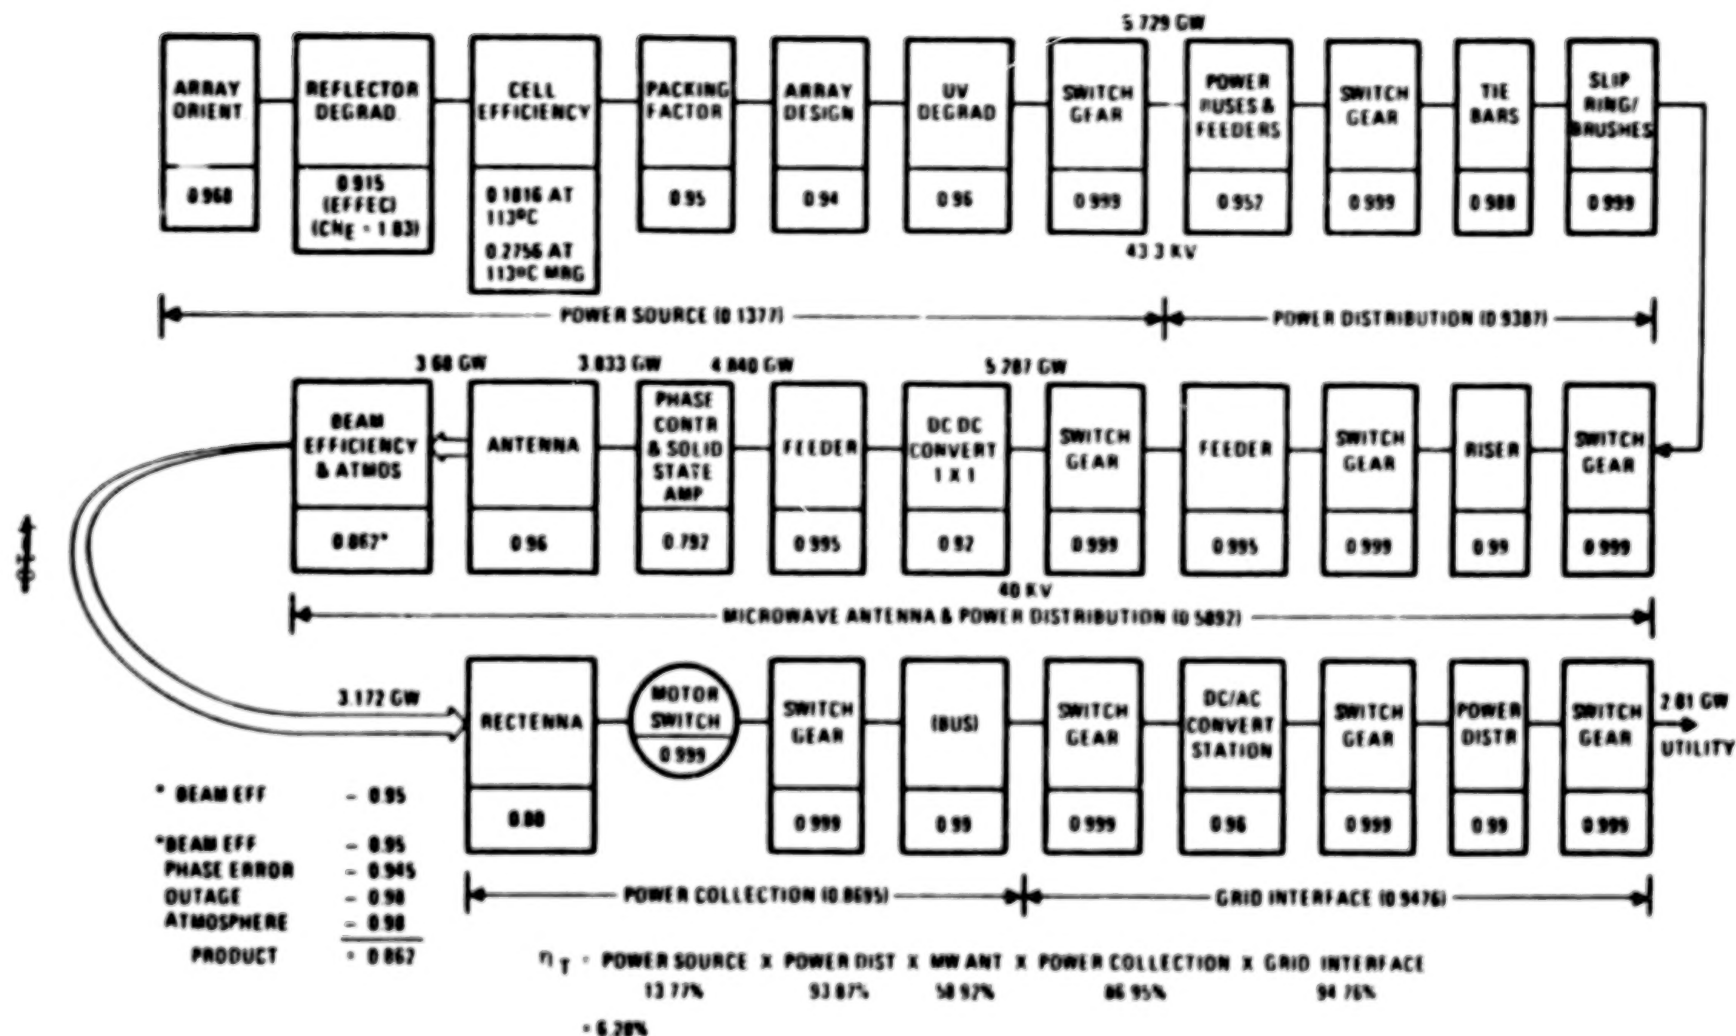 5.729 GW
ARRAY
ORIENT
0.968
REFLECTOR
DEGRAD.
0.915
(EFFEC)
(CNE = 1.83)
CELL
EFFICIENCY
0.1816 AT
113°C
0.2756 AT
113°C MBG
PACKING
FACTOR
0.95
ARRAY
DESIGN
0.94
UV
DEGRAD
0.96
SWITCH
GEAR
0.999
POWER
BUSES &
FEEDERS
0.957
SWITCH
GEAR
0.999
TIE
BARS
0.988
SLIP
RING/
BRUSHES
0.999
43.3 KV
POWER SOURCE (0.1377)
POWER DISTRIBUTION (0.9387)
3.68 GW
3.833 GW
4.840 GW
5.287 GW
BEAM
EFFICIENCY
& ATMOS
0.862*
ANTENNA
0.96
PHASE
CONTR
& SOLID
STATE
AMP
0.792
FEEDER
0.995
DC DC
CONVERT
1 X 1
0.92
SWITCH
GEAR
0.999
FEEDER
0.995
SWITCH
GEAR
0.999
RISER
0.99
SWITCH
GEAR
0.999
40 KV
MICROWAVE ANTENNA & POWER DISTRIBUTION (0.5892)
3.172 GW
RECTENNA
0.88
MOTOR
SWITCH
0.999
SWITCH
GEAR
0.999
(BUS)
0.99
SWITCH
GEAR
0.999
DC/AC
CONVERT
STATION
0.96
SWITCH
GEAR
0.999
POWER
DISTR
0.99
SWITCH
GEAR
0.999
2.81 GW
UTILITY
* BEAM EFF - 0.95
*BEAM EFF - 0.95
PHASE ERROR - 0.945
OUTAGE - 0.98
ATMOSPHERE - 0.98
PRODUCT = 0.862
POWER COLLECTION (0.8695)
GRID INTERFACE (0.9476)
ηT = POWER SOURCE X POWER DIST X MW ANT X POWER COLLECTION X GRID INTERFACE
13.77% 93.87% 58.92% 86.95% 94.76%
= 6.28%